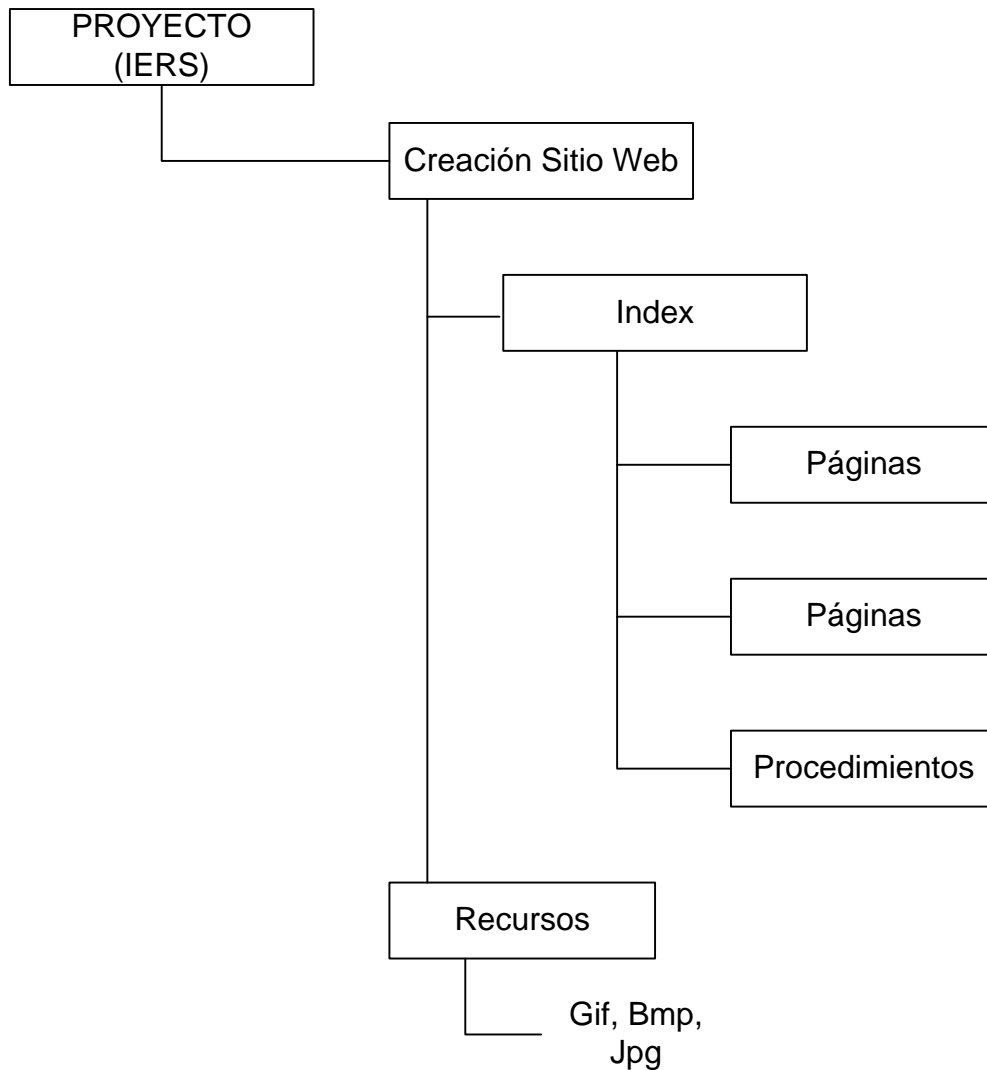 PROYECTO
(IERS)
Creación Sitio Web
Index
Páginas
Páginas
Procedimientos
Recursos
Gif, Bmp,
Jpg